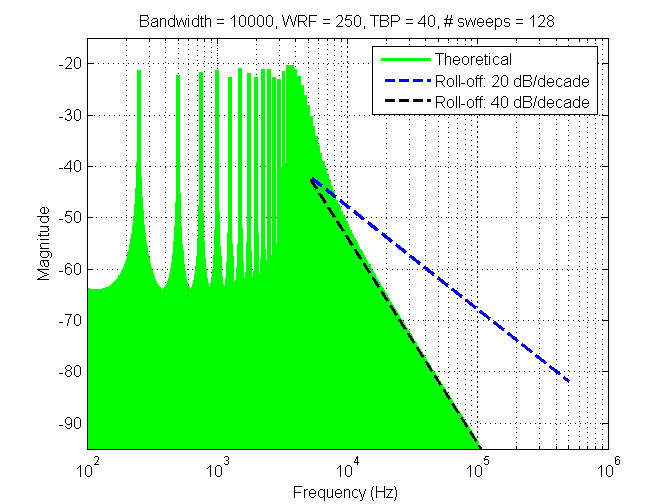 Bandwidth = 10000, WRF = 250, TBP = 40, # sweeps = 128
Theoretical
Roll-off: 20 dB/decade
Roll-off: 40 dB/decade
Magnitude
-20
-30
-40
-50
-60
-70
-80
-90
10^2 10^3 10^4 10^5 10^6
Frequency (Hz)